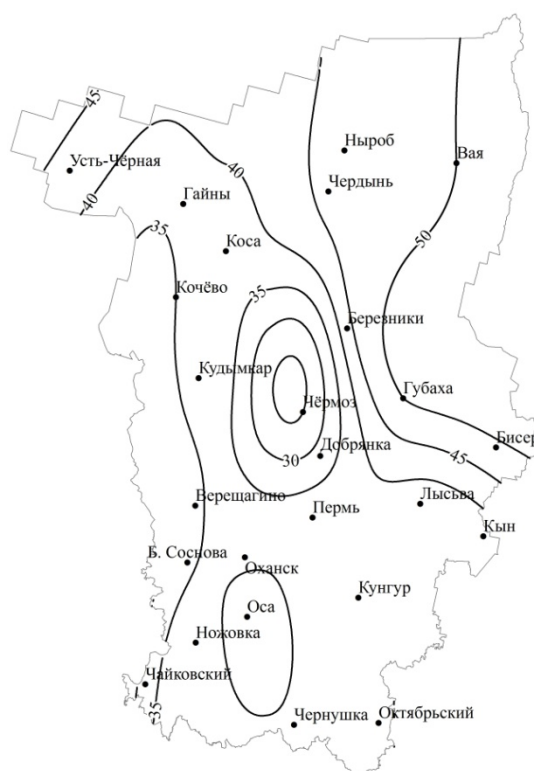 45
Ныроб
Вая
Усть-Чёрная
40
Чердынь
40
Гайны
35
50
Коса
Кочёво
35
Березники
Кудымкар
Губаха
Чёрмоз
Бисер
30
Добрянка
45
Верещагино
Лысьва
Пермь
Кын
Б. Соснова
Оханск
Кунгур
Оса
Ножовка
Чайковский
35
Чернушка
Октябрьский